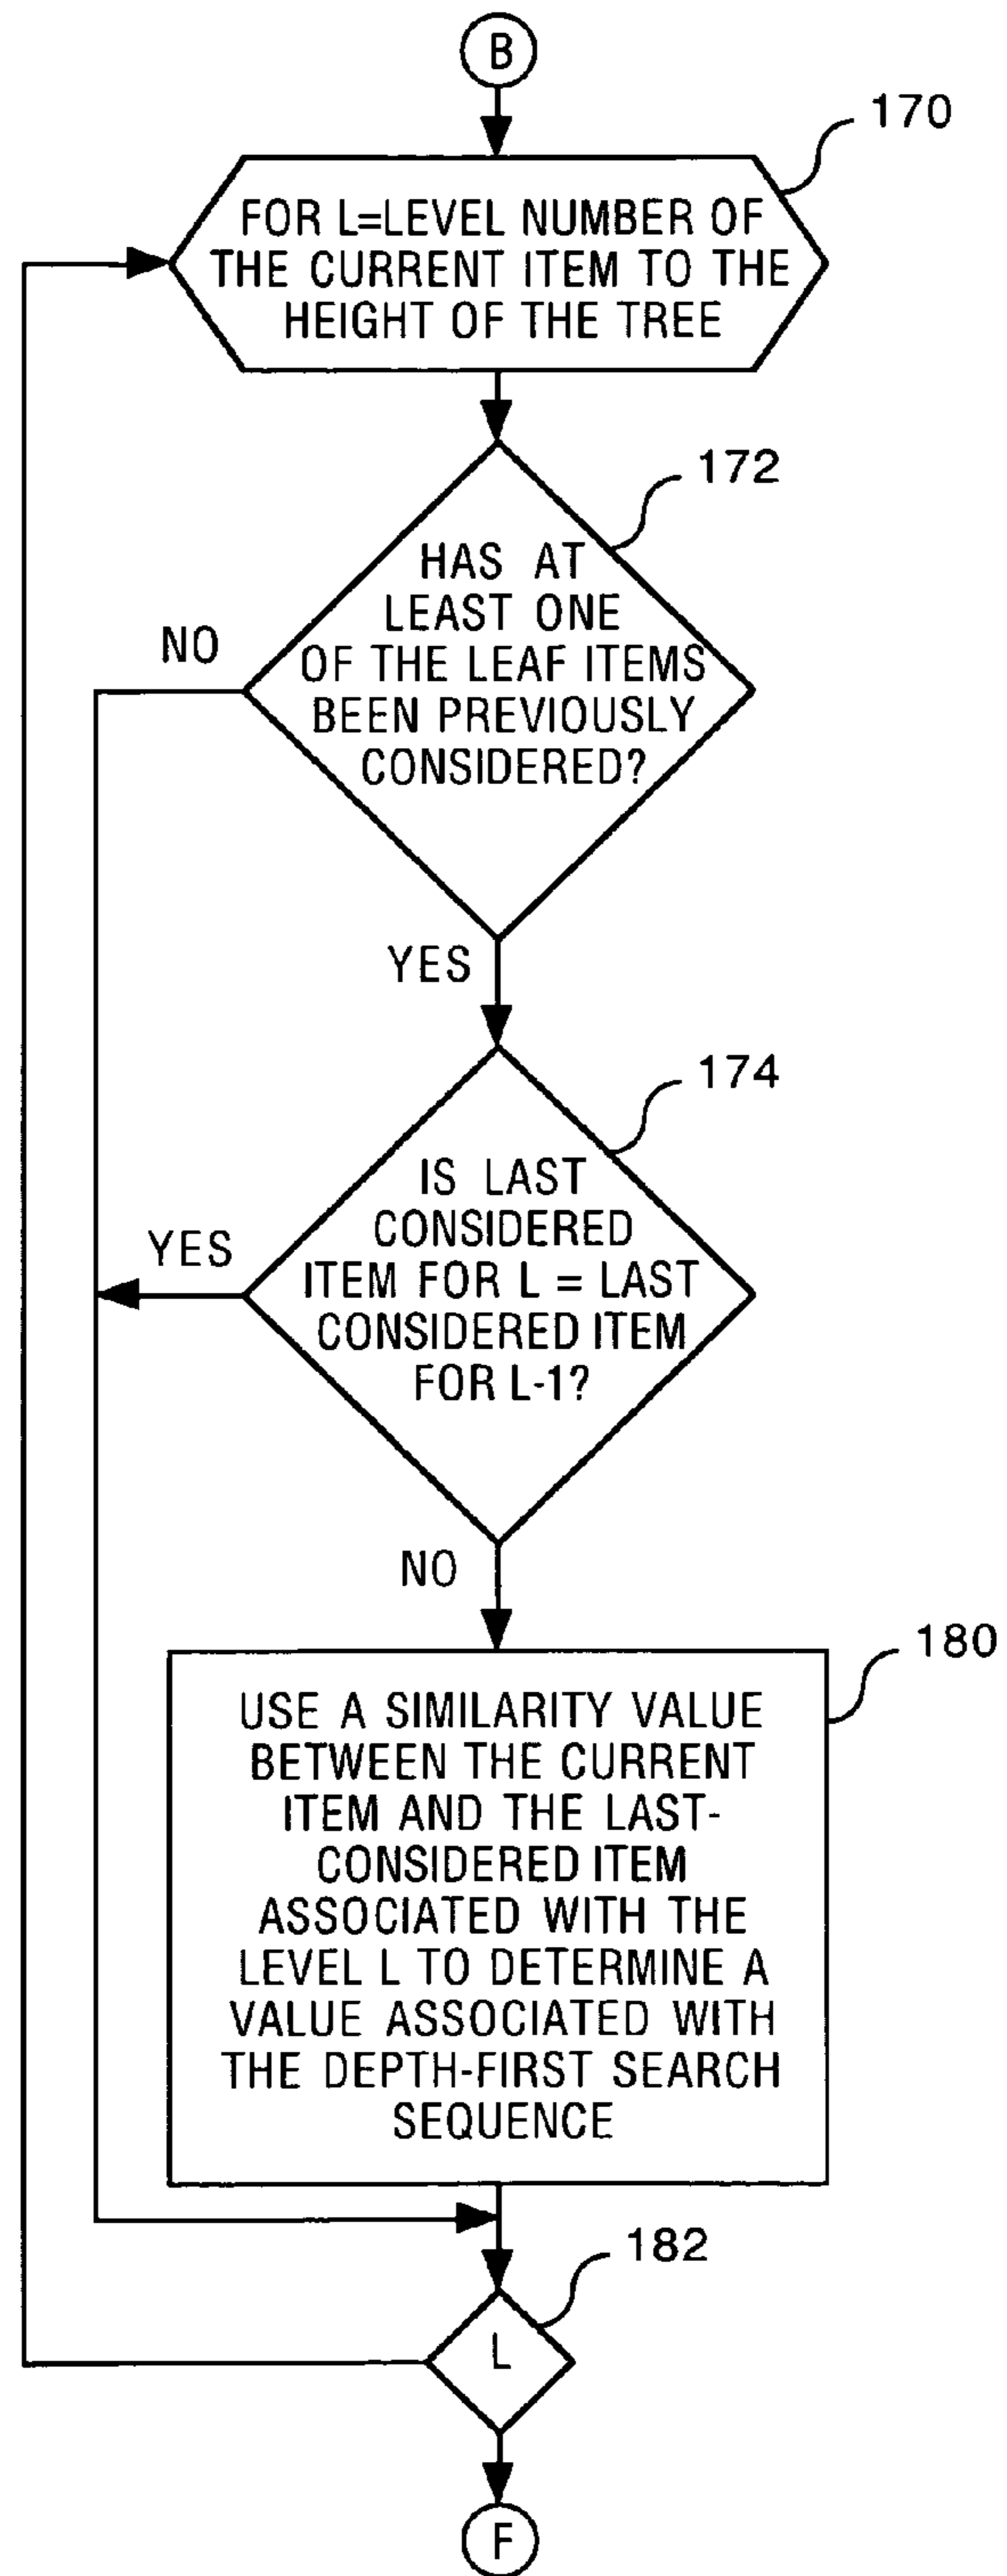 B
170
FOR L=LEVEL NUMBER OF
THE CURRENT ITEM TO THE
HEIGHT OF THE TREE
172
HAS AT
LEAST ONE
OF THE LEAF ITEMS
BEEN PREVIOUSLY
CONSIDERED?
NO
YES
174
IS LAST
CONSIDERED
ITEM FOR L = LAST
CONSIDERED ITEM
FOR L-1?
YES
NO
180
USE A SIMILARITY VALUE
BETWEEN THE CURRENT
ITEM AND THE LAST-
CONSIDERED ITEM
ASSOCIATED WITH THE
LEVEL L TO DETERMINE A
VALUE ASSOCIATED WITH
THE DEPTH-FIRST SEARCH
SEQUENCE
182
L
F